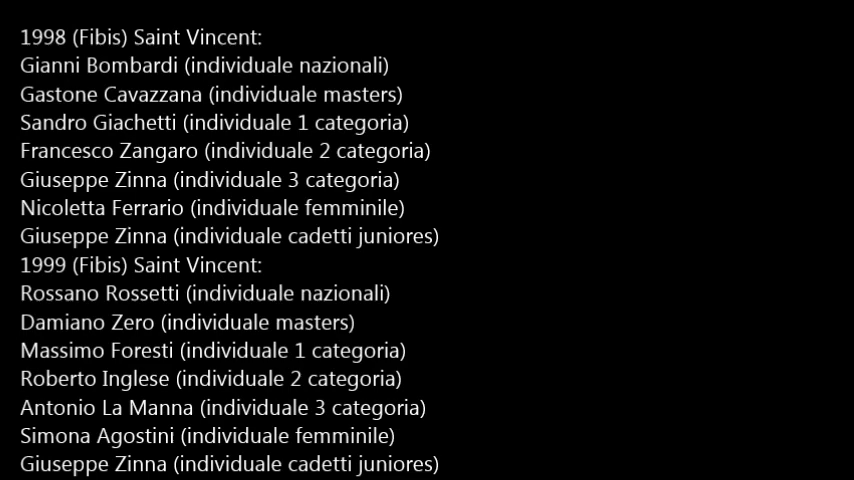 1998 (Fibis) Saint Vincent:
Gianni Bombardi (individuale nazionali)
Gastone Cavazzana (individuale masters)
Sandro Giachetti (individuale 1 categoria)
Francesco Zangaro (individuale 2 categoria)
Giuseppe Zinna (individuale 3 categoria)
Nicoletta Ferrario (individuale femminile)
Giuseppe Zinna (individuale cadetti juniores)
1999 (Fibis) Saint Vincent:
Rossano Rossetti (individuale nazionali)
Damiano Zero (individuale masters)
Massimo Foresti (individuale 1 categoria)
Roberto Inglese (individuale 2 categoria)
Antonio La Manna (individuale 3 categoria)
Simona Agostini (individuale femminile)
Giuseppe Zinna (individuale cadetti juniores)